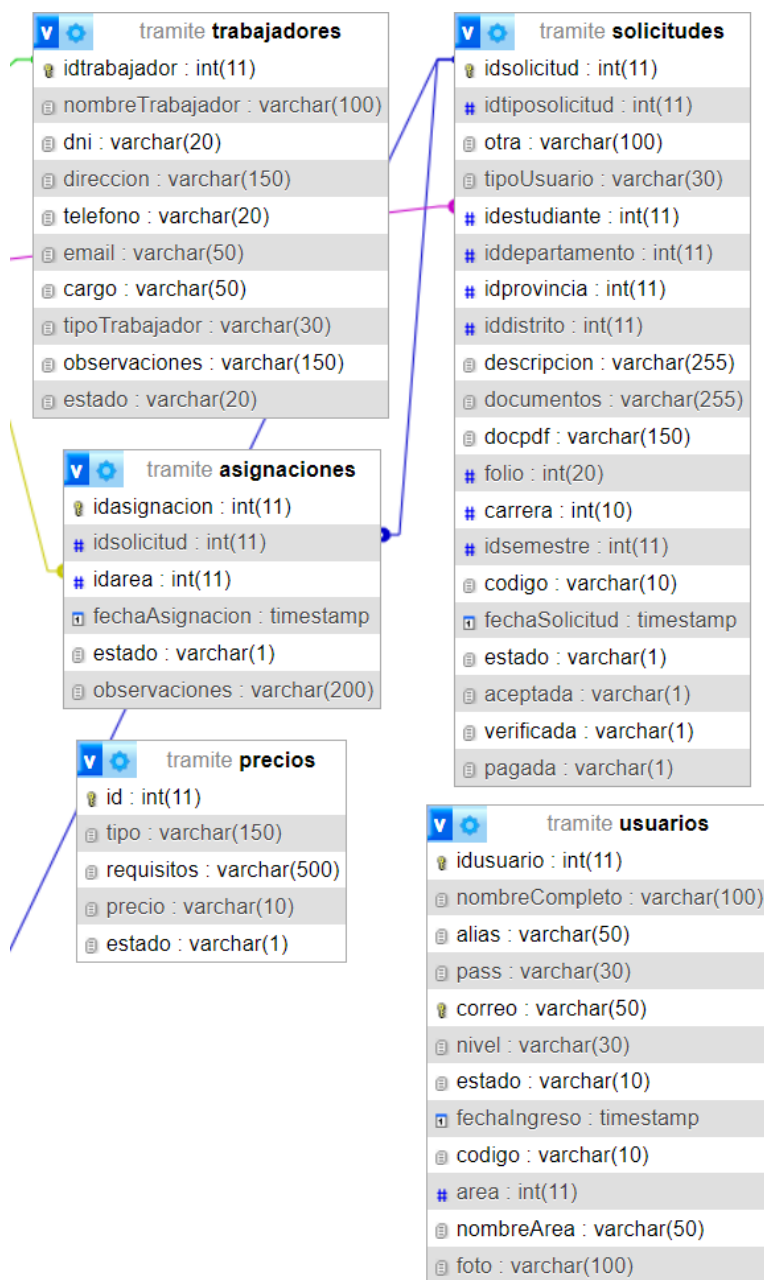 v tramite trabajadores
idtrabajador : int(11)
nombreTrabajador : varchar(100)
dni : varchar(20)
direccion : varchar(150)
telefono : varchar(20)
email : varchar(50)
cargo : varchar(50)
tipoTrabajador : varchar(30)
observaciones : varchar(150)
estado : varchar(20)
v tramite asignaciones
idasignacion : int(11)
# idsolicitud : int(11)
# idarea : int(11)
fechaAsignacion : timestamp
estado : varchar(1)
observaciones : varchar(200)
v tramite precios
id : int(11)
tipo : varchar(150)
requisitos : varchar(500)
precio : varchar(10)
estado : varchar(1)
v tramite solicitudes
idsolicitud : int(11)
# idtiposolicitud : int(11)
otra : varchar(100)
tipoUsuario : varchar(30)
# idestudiante : int(11)
# iddepartamento : int(11)
# idprovincia : int(11)
# iddistrito : int(11)
descripcion : varchar(255)
documentos : varchar(255)
docpdf : varchar(150)
# folio : int(20)
# carrera : int(10)
# idsemestre : int(11)
codigo : varchar(10)
fechaSolicitud : timestamp
estado : varchar(1)
aceptada : varchar(1)
verificada : varchar(1)
pagada : varchar(1)
v tramite usuarios
idusuario : int(11)
nombreCompleto : varchar(100)
alias : varchar(50)
pass : varchar(30)
correo : varchar(50)
nivel : varchar(30)
estado : varchar(10)
fechaIngreso : timestamp
codigo : varchar(10)
# area : int(11)
nombreArea : varchar(50)
foto : varchar(100)